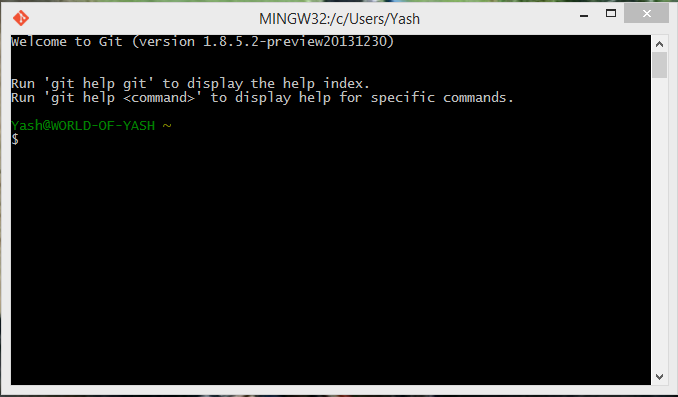 MINGW32:/c/Users/Yash
Welcome to Git (version 1.8.5.2-preview20131230)
Run 'git help git' to display the help index.
Run 'git help <command>' to display help for specific commands.
Yash@WORLD-OF-YASH ~
$